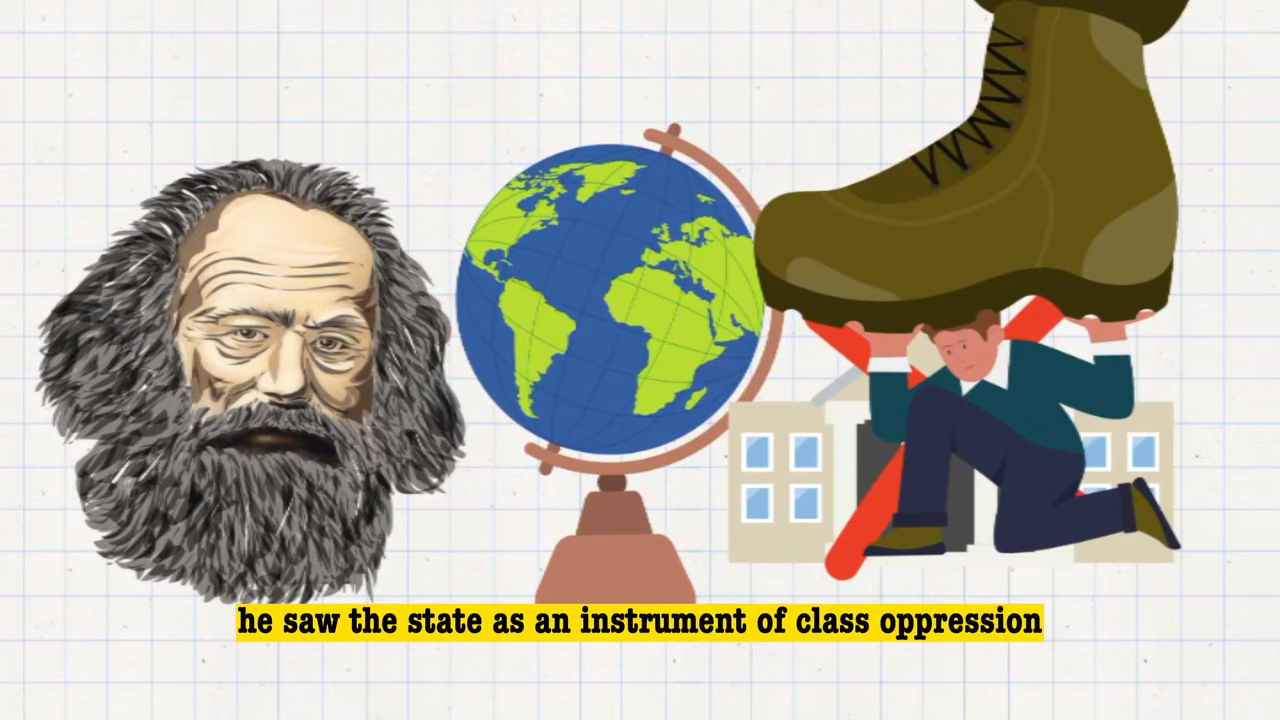 he saw the state as an instrument of class oppression